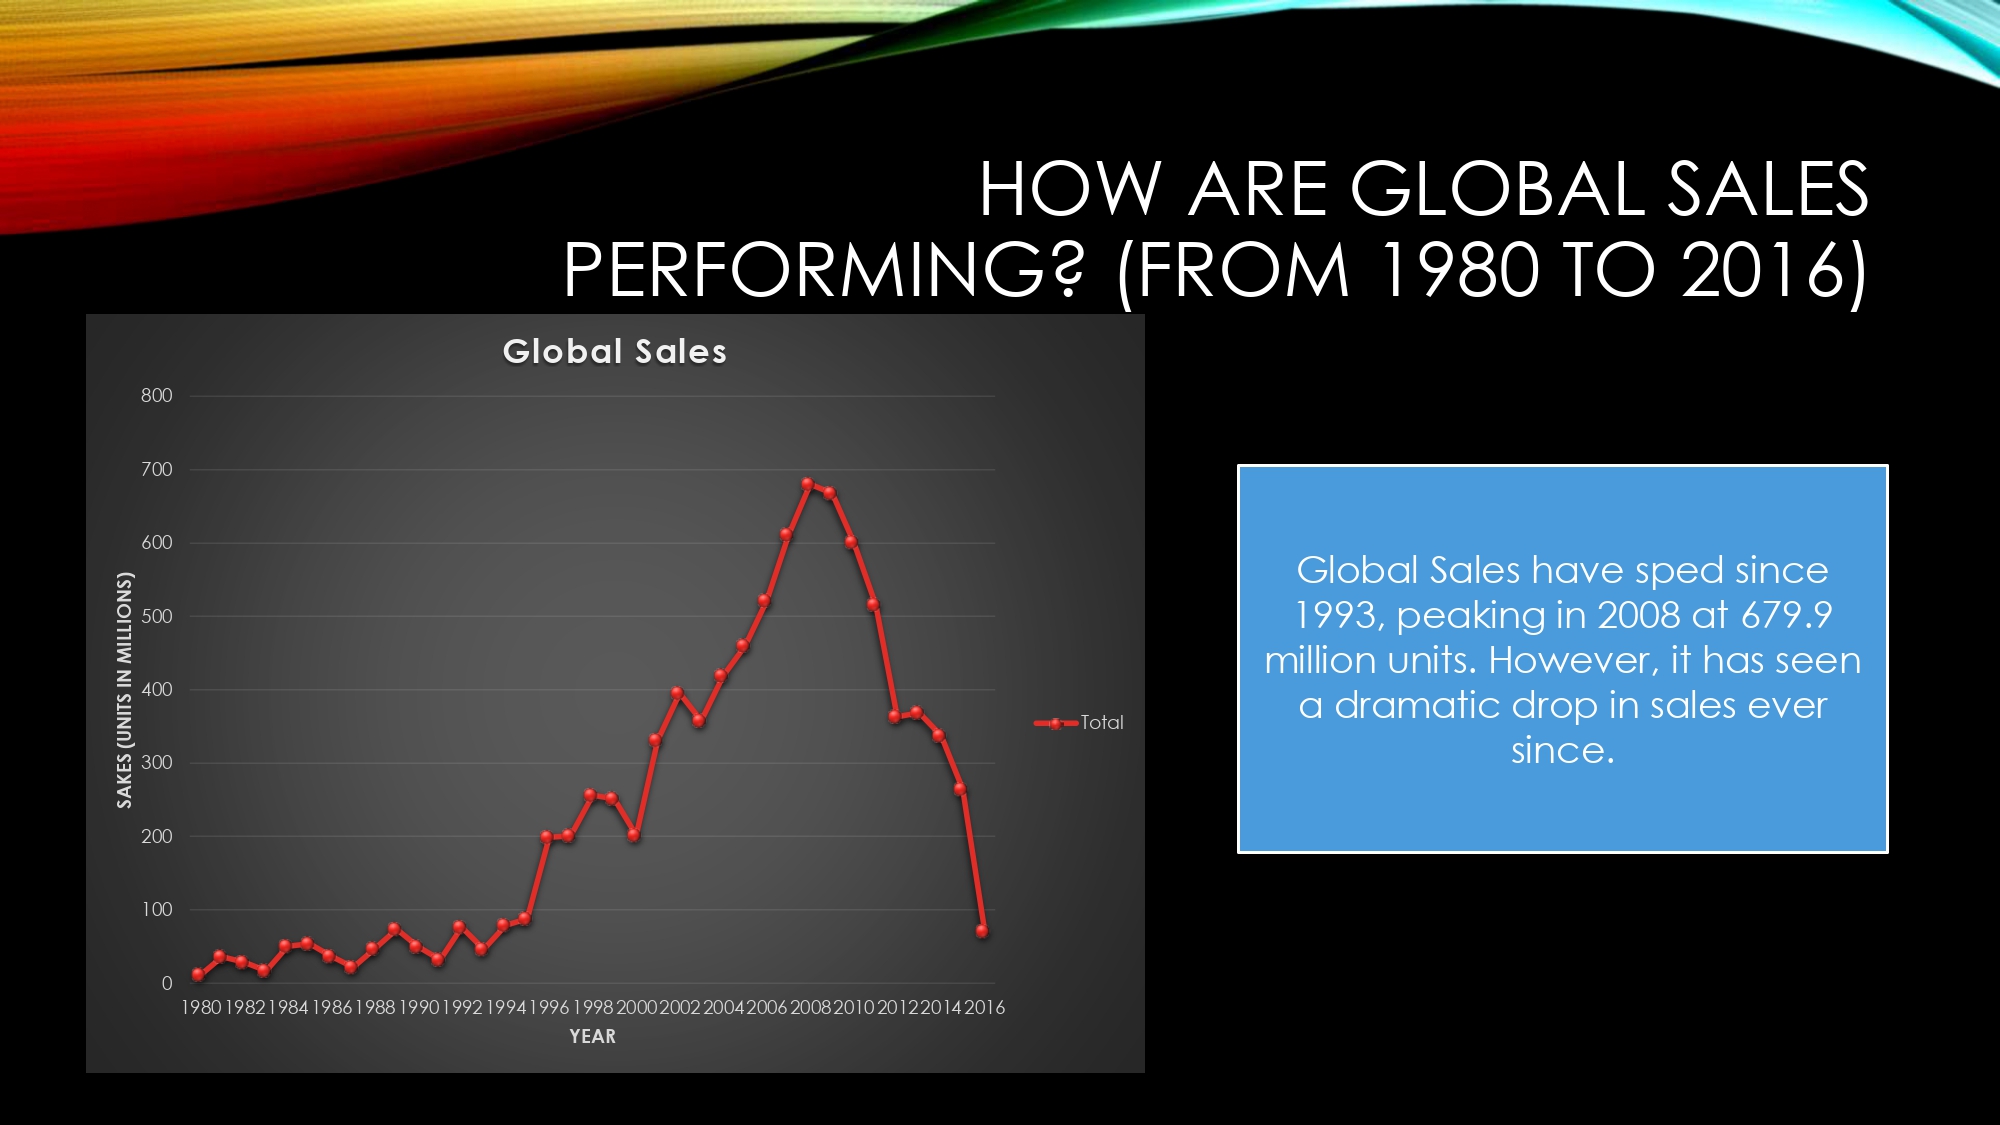 HOW ARE GLOBAL SALES
PERFORMING? (FROM 1980 TO 2016)
Global Sales
800
700
600
500
400
300
200
100
0
SAKES (UNITS IN MILLIONS)
1980 1982 1984 1986 1988 1990 1992 1994 1996 1998 2000 2002 2004 2006 2008 2010 2012 2014 2016
YEAR
Total
Global Sales have sped since
1993, peaking in 2008 at 679.9
million units. However, it has seen
a dramatic drop in sales ever
since.